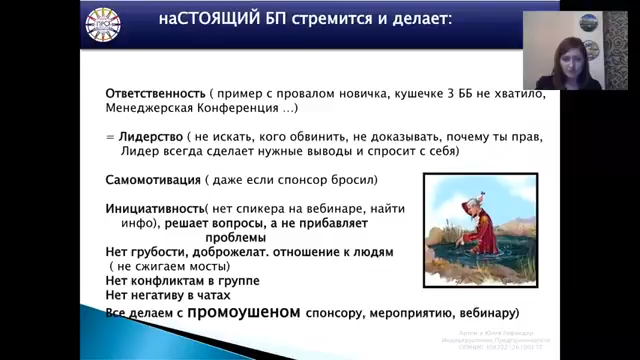 наСТОЯЩИЙ БП стремится и делает:
Ответственность ( пример с провалом новичка, кушечке 3 ББ не хватило,
Менеджерская Конференция …)
= Лидерство ( не искать, кого обвинить, не доказывать, почему ты прав,
Лидер всегда сделает нужные выводы и спросит с себя)
Самомотивация ( даже если спонсор бросил)
Инициативность( нет спикера на вебинаре, найти
инфо), решает вопросы, а не прибавляет
проблемы
Нет грубости, доброжелат. отношение к людям
( не сжигаем мосты)
Нет конфликтам в группе
Нет негативу в чатах
Все делаем с промоушеном спонсору, мероприятию, вебинару)